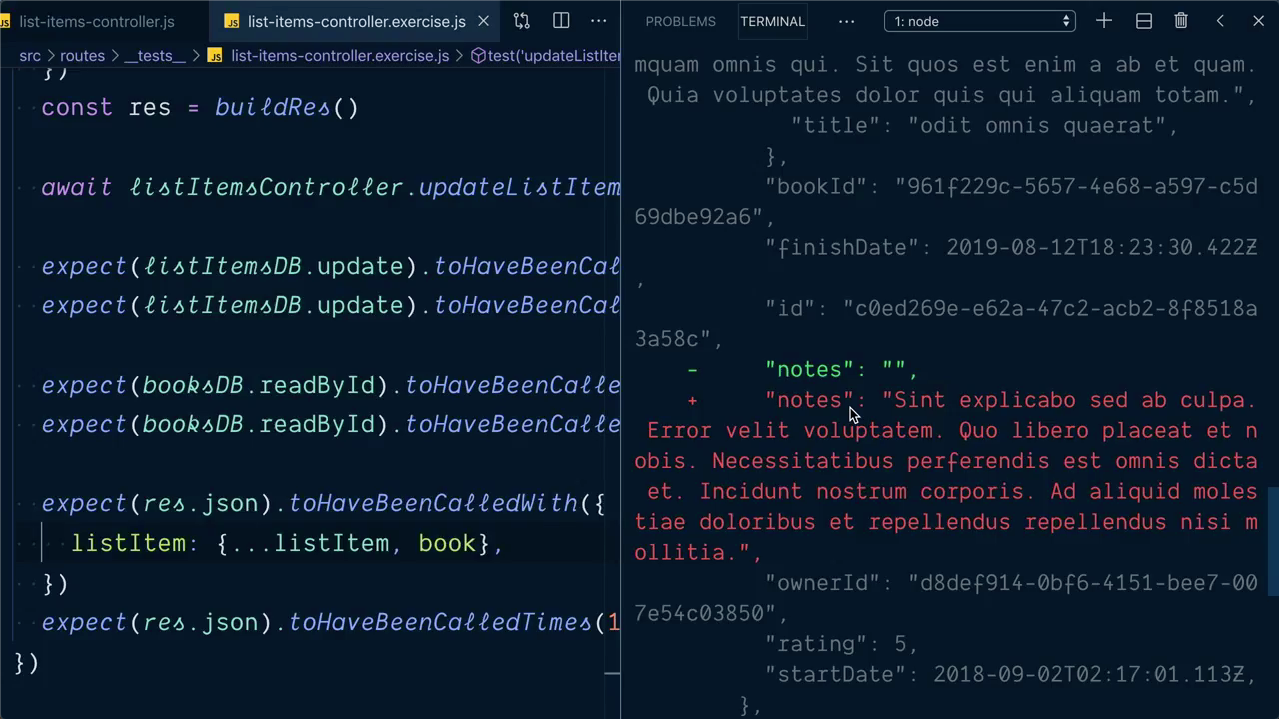 list-items-controller.js
JS list-items-controller.exercise.js
src > routes > __tests__ > JS list-items-controller.exercise.js > test('updateListIter
})
const res = buildRes()
await listItemsController.updateListItem
expect(listItemsDB.update).toHaveBeenCal
expect(listItemsDB.update).toHaveBeenCal
expect(booksDB.readById).toHaveBeenCalle
expect(booksDB.readById).toHaveBeenCalle
expect(res.json).toHaveBeenCalledWith({
listItem: {...listItem, book},
})
expect(res.json).toHaveBeenCalledTimes(1
})
PROBLEMS TERMINAL ··· 1: node
mquam omnis qui. Sit quos est enim a ab et quam.
Quia voluptates dolor quis qui aliquam totam.",
"title": "odit omnis quaerat",
},
"bookId": "961f229c-5657-4e68-a597-c5d
69dbe92a6",
"finishDate": 2019-08-12T18:23:30.422Z
,
"id": "c0ed269e-e62a-47c2-acb2-8f8518a
3a58c",
- "notes": "",
+ "notes": "Sint explicabo sed ab culpa.
Error velit voluptatem. Quo libero placeat et n
obis. Necessitatibus perferendis est omnis dicta
et. Incidunt nostrum corporis. Ad aliquid moles
tiae doloribus et repellendus repellendus nisi m
ollitia.",
"ownerId": "d8def914-0bf6-4151-bee7-00
7e54c03850",
"rating": 5,
"startDate": 2018-09-02T02:17:01.113Z,
},